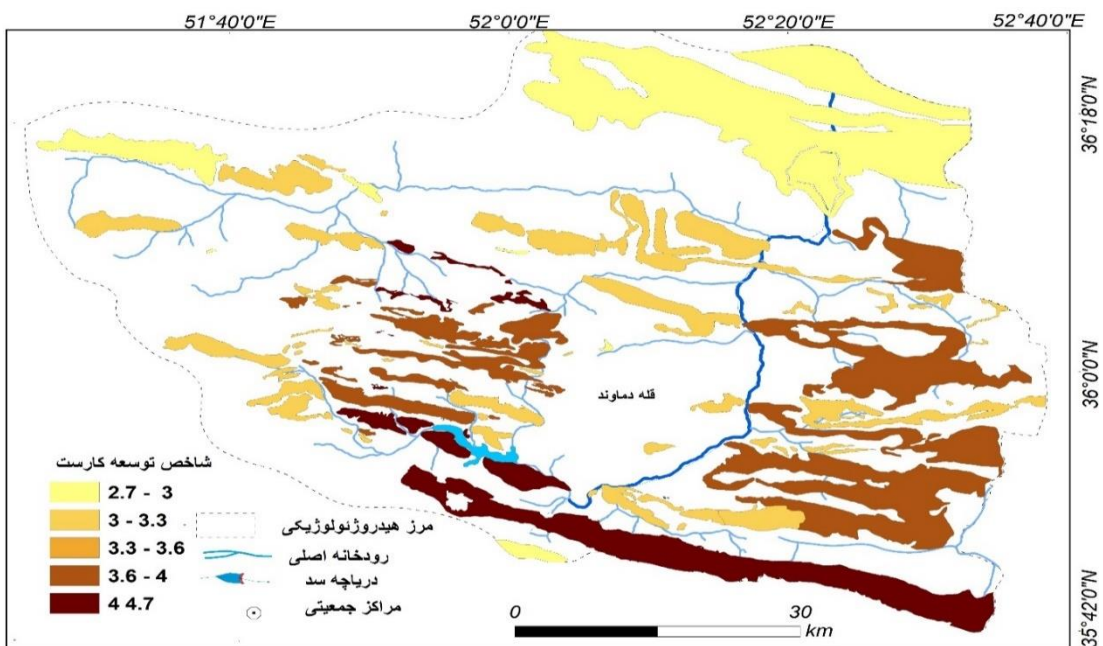 51°40'0"E
52°0'0"E
52°20'0"E
52°40'0"E
36°18'0"N
36°0'0"N
35°42'0"N
قله دماوند
شاخص توسعه کارست
2.7 - 3
3 - 3.3
3.3 - 3.6
3.6 - 4
4 4.7
مرز هیدروژئولوژیکی
رودخانه اصلی
دریاچه سد
مراکز جمعیتی
0 30
km